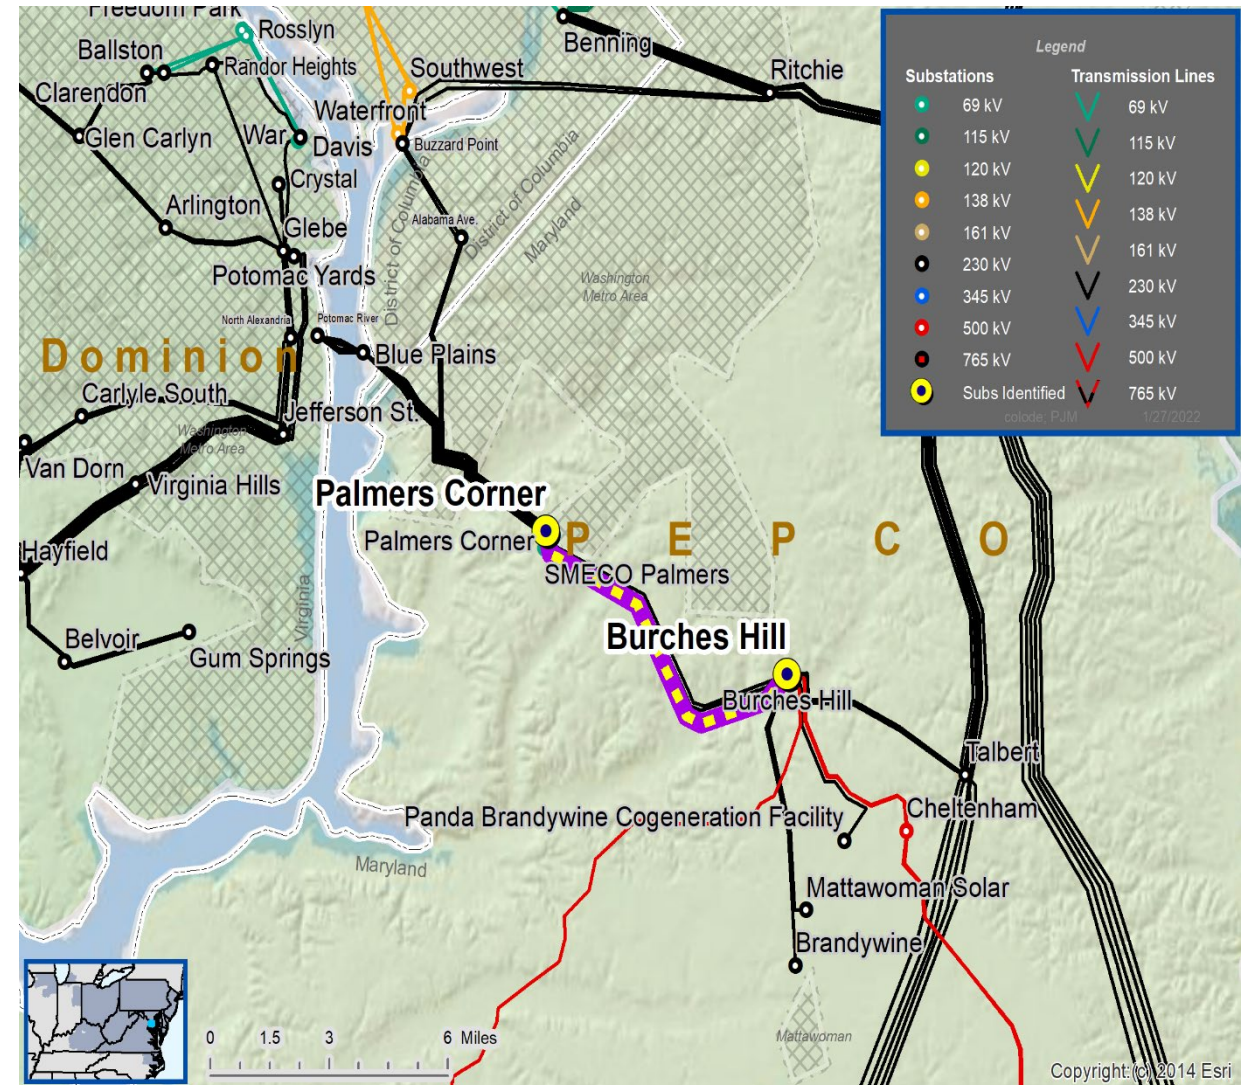 Freedom Park
Rosslyn
Ballston
Randor Heights
Clarendon
Glen Carlyn
War
Davis
Crystal
Arlington
Glebe
Potomac Yards
North Alexandria
Potomac River
Blue Plains
Dominion
Carlyle South
Jefferson St.
Washington
Metro Area
Van Dorn
Virginia Hills
Hayfield
Belvoir
Gum Springs
Virginia
Benning
Southwest
Ritchie
Waterfront
Buzzard Point
Alabama Ave.
District of Columbia
District of Columbia
Maryland
Washington
Metro Area
Palmers Corner
Palmers Corner
PEPCO
SMECO Palmers
Burches Hill
Burches Hill
Talbert
Cheltenham
Panda Brandywine Cogeneration Facility
Maryland
Mattawoman Solar
Brandywine
Mattawoman
Legend
Substations Transmission Lines
69 kV 69 kV
115 kV 115 kV
120 kV 120 kV
138 kV 138 kV
161 kV 161 kV
230 kV 230 kV
345 kV 345 kV
500 kV 500 kV
765 kV 765 kV
Subs Identified
colode, PJM 1/27/2022
0 1.5 3 6 Miles
Copyright:(c) 2014 Esri